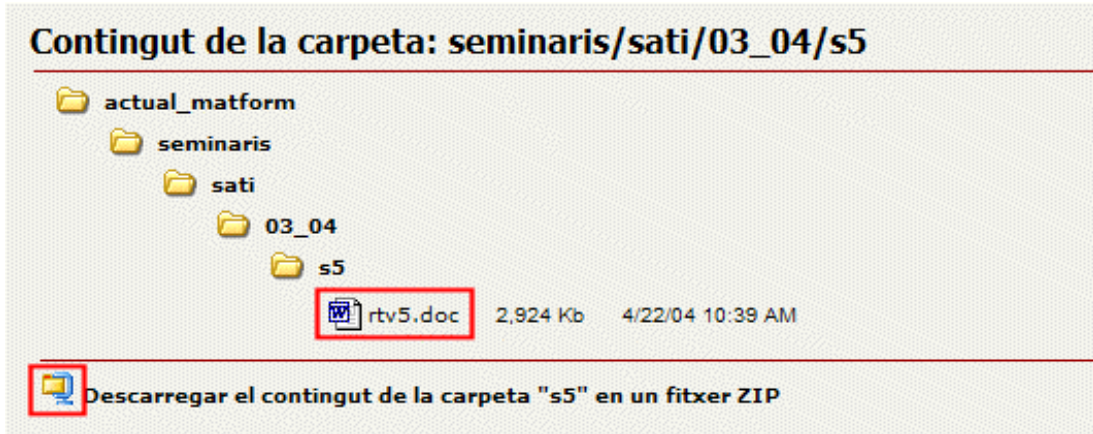 Contingut de la carpeta: seminaris/sati/03_04/s5
actual_matform
seminaris
sati
03_04
s5
rtv5.doc 2,924 Kb 4/22/04 10:39 AM
Descarregar el contingut de la carpeta "s5" en un fitxer ZIP